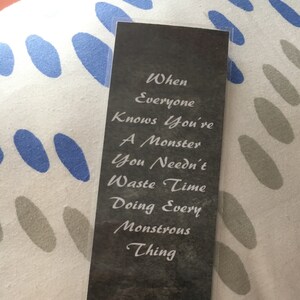 When
Everyone
Knows You're
A Monster
You Needn't
Waste Time
Doing Every
Monstrous
Thing